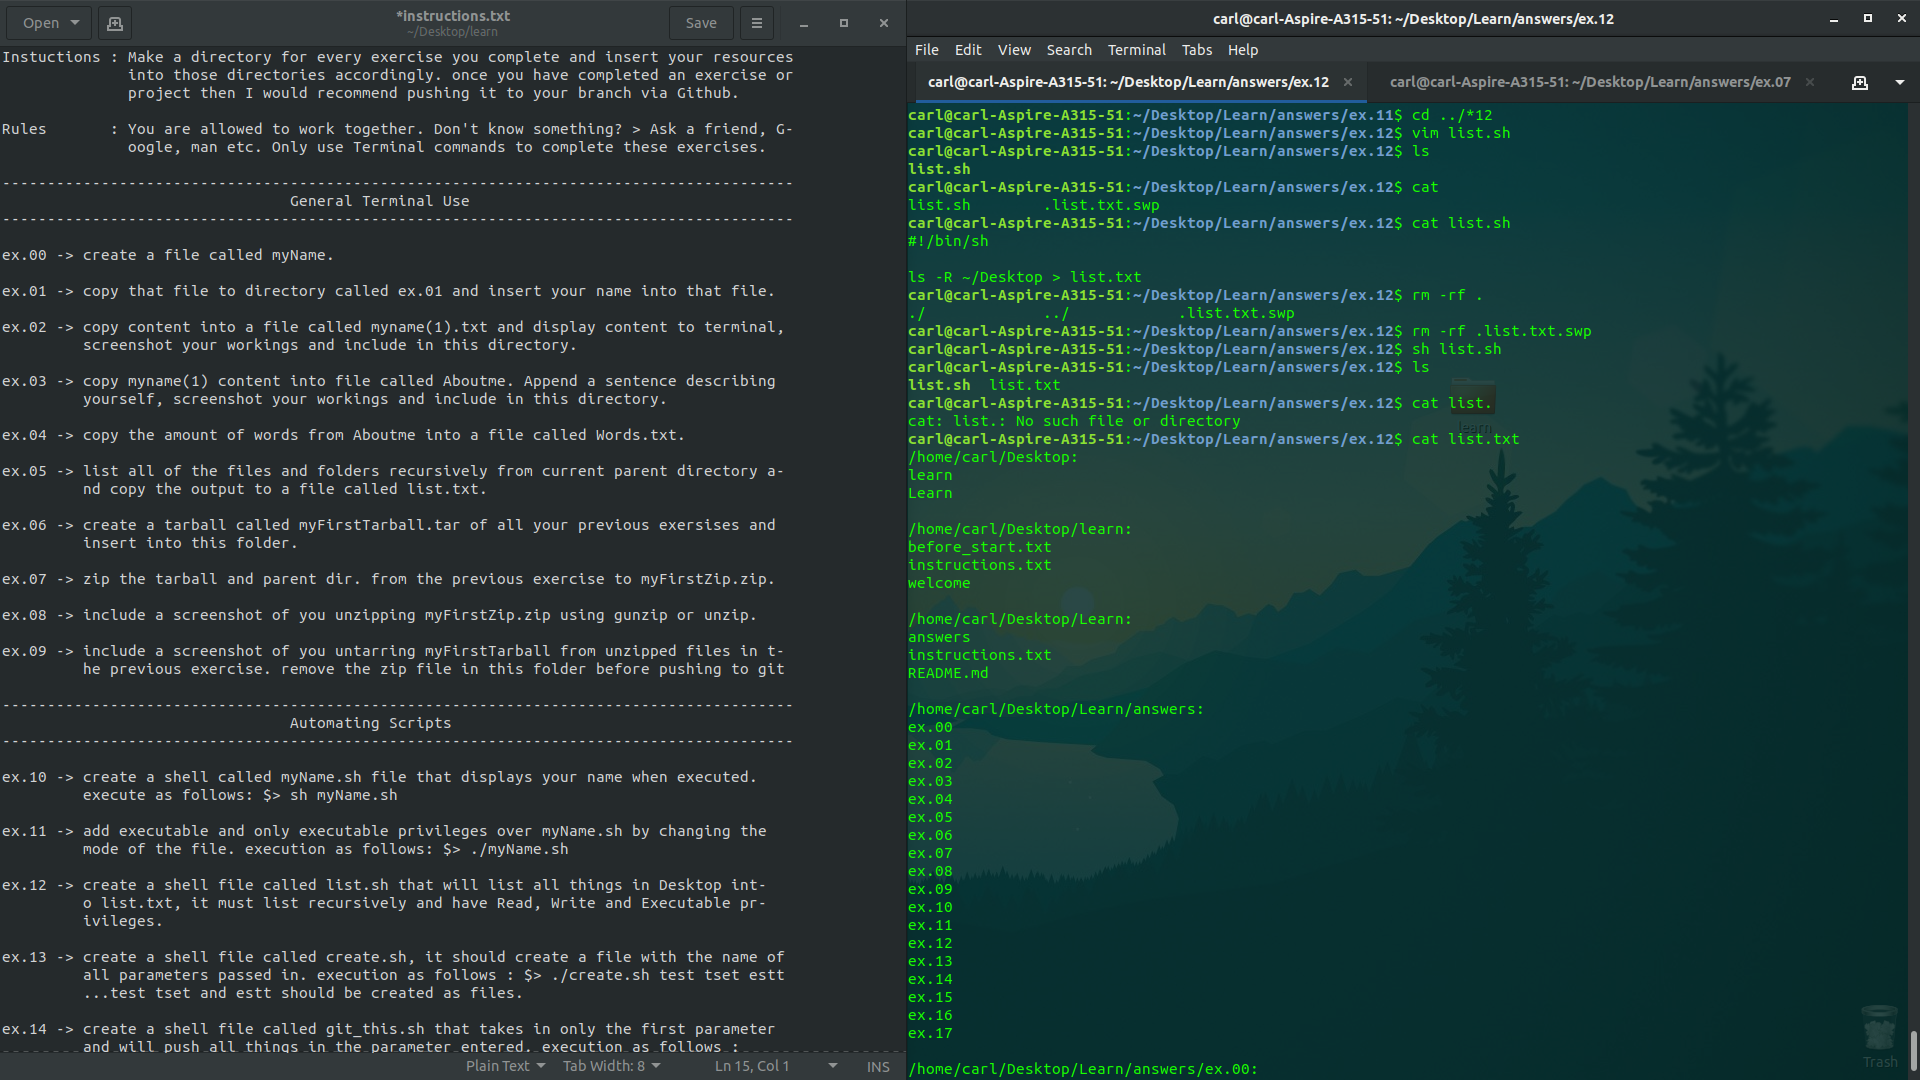 Open
*instructions.txt
~/Desktop/learn
Save
Instuctions : Make a directory for every exercise you complete and insert your resources
into those directories accordingly. once you have completed an exercise or
project then I would recommend pushing it to your branch via Github.
Rules : You are allowed to work together. Don't know something? > Ask a friend, G-
oogle, man etc. Only use Terminal commands to complete these exercises.
----------------------------------------------------------------------------------------
General Terminal Use
----------------------------------------------------------------------------------------
ex.00 -> create a file called myName.
ex.01 -> copy that file to directory called ex.01 and insert your name into that file.
ex.02 -> copy content into a file called myname(1).txt and display content to terminal,
screenshot your workings and include in this directory.
ex.03 -> copy myname(1) content into file called Aboutme. Append a sentence describing
yourself, screenshot your workings and include in this directory.
ex.04 -> copy the amount of words from Aboutme into a file called Words.txt.
ex.05 -> list all of the files and folders recursively from current parent directory a-
nd copy the output to a file called list.txt.
ex.06 -> create a tarball called myFirstTarball.tar of all your previous exersises and
insert into this folder.
ex.07 -> zip the tarball and parent dir. from the previous exercise to myFirstZip.zip.
ex.08 -> include a screenshot of you unzipping myFirstZip.zip using gunzip or unzip.
ex.09 -> include a screenshot of you untarring myFirstTarball from unzipped files in t-
he previous exercise. remove the zip file in this folder before pushing to git
----------------------------------------------------------------------------------------
Automating Scripts
----------------------------------------------------------------------------------------
ex.10 -> create a shell called myName.sh file that displays your name when executed.
execute as follows: $> sh myName.sh
ex.11 -> add executable and only executable privileges over myName.sh by changing the
mode of the file. execution as follows: $> ./myName.sh
ex.12 -> create a shell file called list.sh that will list all things in Desktop int-
o list.txt, it must list recursively and have Read, Write and Executable pr-
ivileges.
ex.13 -> create a shell file called create.sh, it should create a file with the name of
all parameters passed in. execution as follows : $> ./create.sh test tset estt
...test tset and estt should be created as files.
ex.14 -> create a shell file called git_this.sh that takes in only the first parameter
and will push all things in the parameter entered. execution as follows :
Plain Text
Tab Width: 8
Ln 15, Col 1
INS
carl@carl-Aspire-A315-51: ~/Desktop/Learn/answers/ex.12
File Edit View Search Terminal Tabs Help
carl@carl-Aspire-A315-51: ~/Desktop/Learn/answers/ex.12
carl@carl-Aspire-A315-51: ~/Desktop/Learn/answers/ex.07
carl@carl-Aspire-A315-51:~/Desktop/Learn/answers/ex.11$ cd ../*12
carl@carl-Aspire-A315-51:~/Desktop/Learn/answers/ex.12$ vim list.sh
carl@carl-Aspire-A315-51:~/Desktop/Learn/answers/ex.12$ ls
list.sh
carl@carl-Aspire-A315-51:~/Desktop/Learn/answers/ex.12$ cat
list.sh .list.txt.swp
carl@carl-Aspire-A315-51:~/Desktop/Learn/answers/ex.12$ cat list.sh
#!/bin/sh
ls -R ~/Desktop > list.txt
carl@carl-Aspire-A315-51:~/Desktop/Learn/answers/ex.12$ rm -rf .
./ ../ .list.txt.swp
carl@carl-Aspire-A315-51:~/Desktop/Learn/answers/ex.12$ rm -rf .list.txt.swp
carl@carl-Aspire-A315-51:~/Desktop/Learn/answers/ex.12$ sh list.sh
carl@carl-Aspire-A315-51:~/Desktop/Learn/answers/ex.12$ ls
list.sh list.txt
carl@carl-Aspire-A315-51:~/Desktop/Learn/answers/ex.12$ cat list.
cat: list.: No such file or directory
learn
carl@carl-Aspire-A315-51:~/Desktop/Learn/answers/ex.12$ cat list.txt
/home/carl/Desktop:
learn
Learn
/home/carl/Desktop/learn:
before_start.txt
instructions.txt
welcome
/home/carl/Desktop/Learn:
answers
instructions.txt
README.md
/home/carl/Desktop/Learn/answers:
ex.00
ex.01
ex.02
ex.03
ex.04
ex.05
ex.06
ex.07
ex.08
ex.09
ex.10
ex.11
ex.12
ex.13
ex.14
ex.15
ex.16
ex.17
/home/carl/Desktop/Learn/answers/ex.00:
Trash